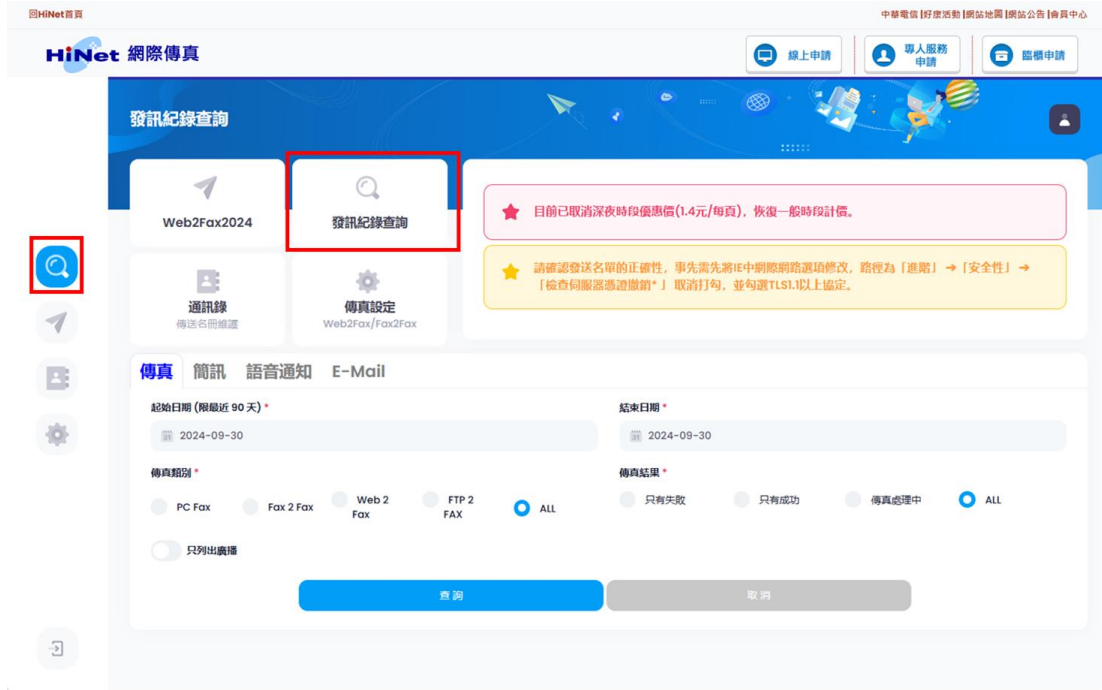 回HiNet首頁
中華電信 |好康活動 |網站地圖 |網站公告 |會員中心
HiNet 網際傳真
線上申請
專人服務
申請
臨櫃申請
發訊紀錄查詢
Web2Fax2024
發訊紀錄查詢
目前已取消深夜時段優惠價(1.4元/每頁)，恢復一般時段計價。
請確認發送名單的正確性，事先需先將IE中網際網路選項修改，路徑為「進階」→「安全性」→
「檢查伺服器憑證撤銷*」取消打勾，並勾選TLS1.1以上協定。
通訊錄
傳送名冊維護
傳真設定
Web2Fax/Fax2Fax
傳真 簡訊 語音通知 E-Mail
起始日期 (限最近 90 天) *
結束日期 *
2024-09-30
2024-09-30
傳真類別 *
傳真結果 *
PC Fax
Fax 2 Fax
Web 2
Fax
FTP 2
FAX
ALL
只有失敗
只有成功
傳真處理中
ALL
只列出廣播
查詢
取消